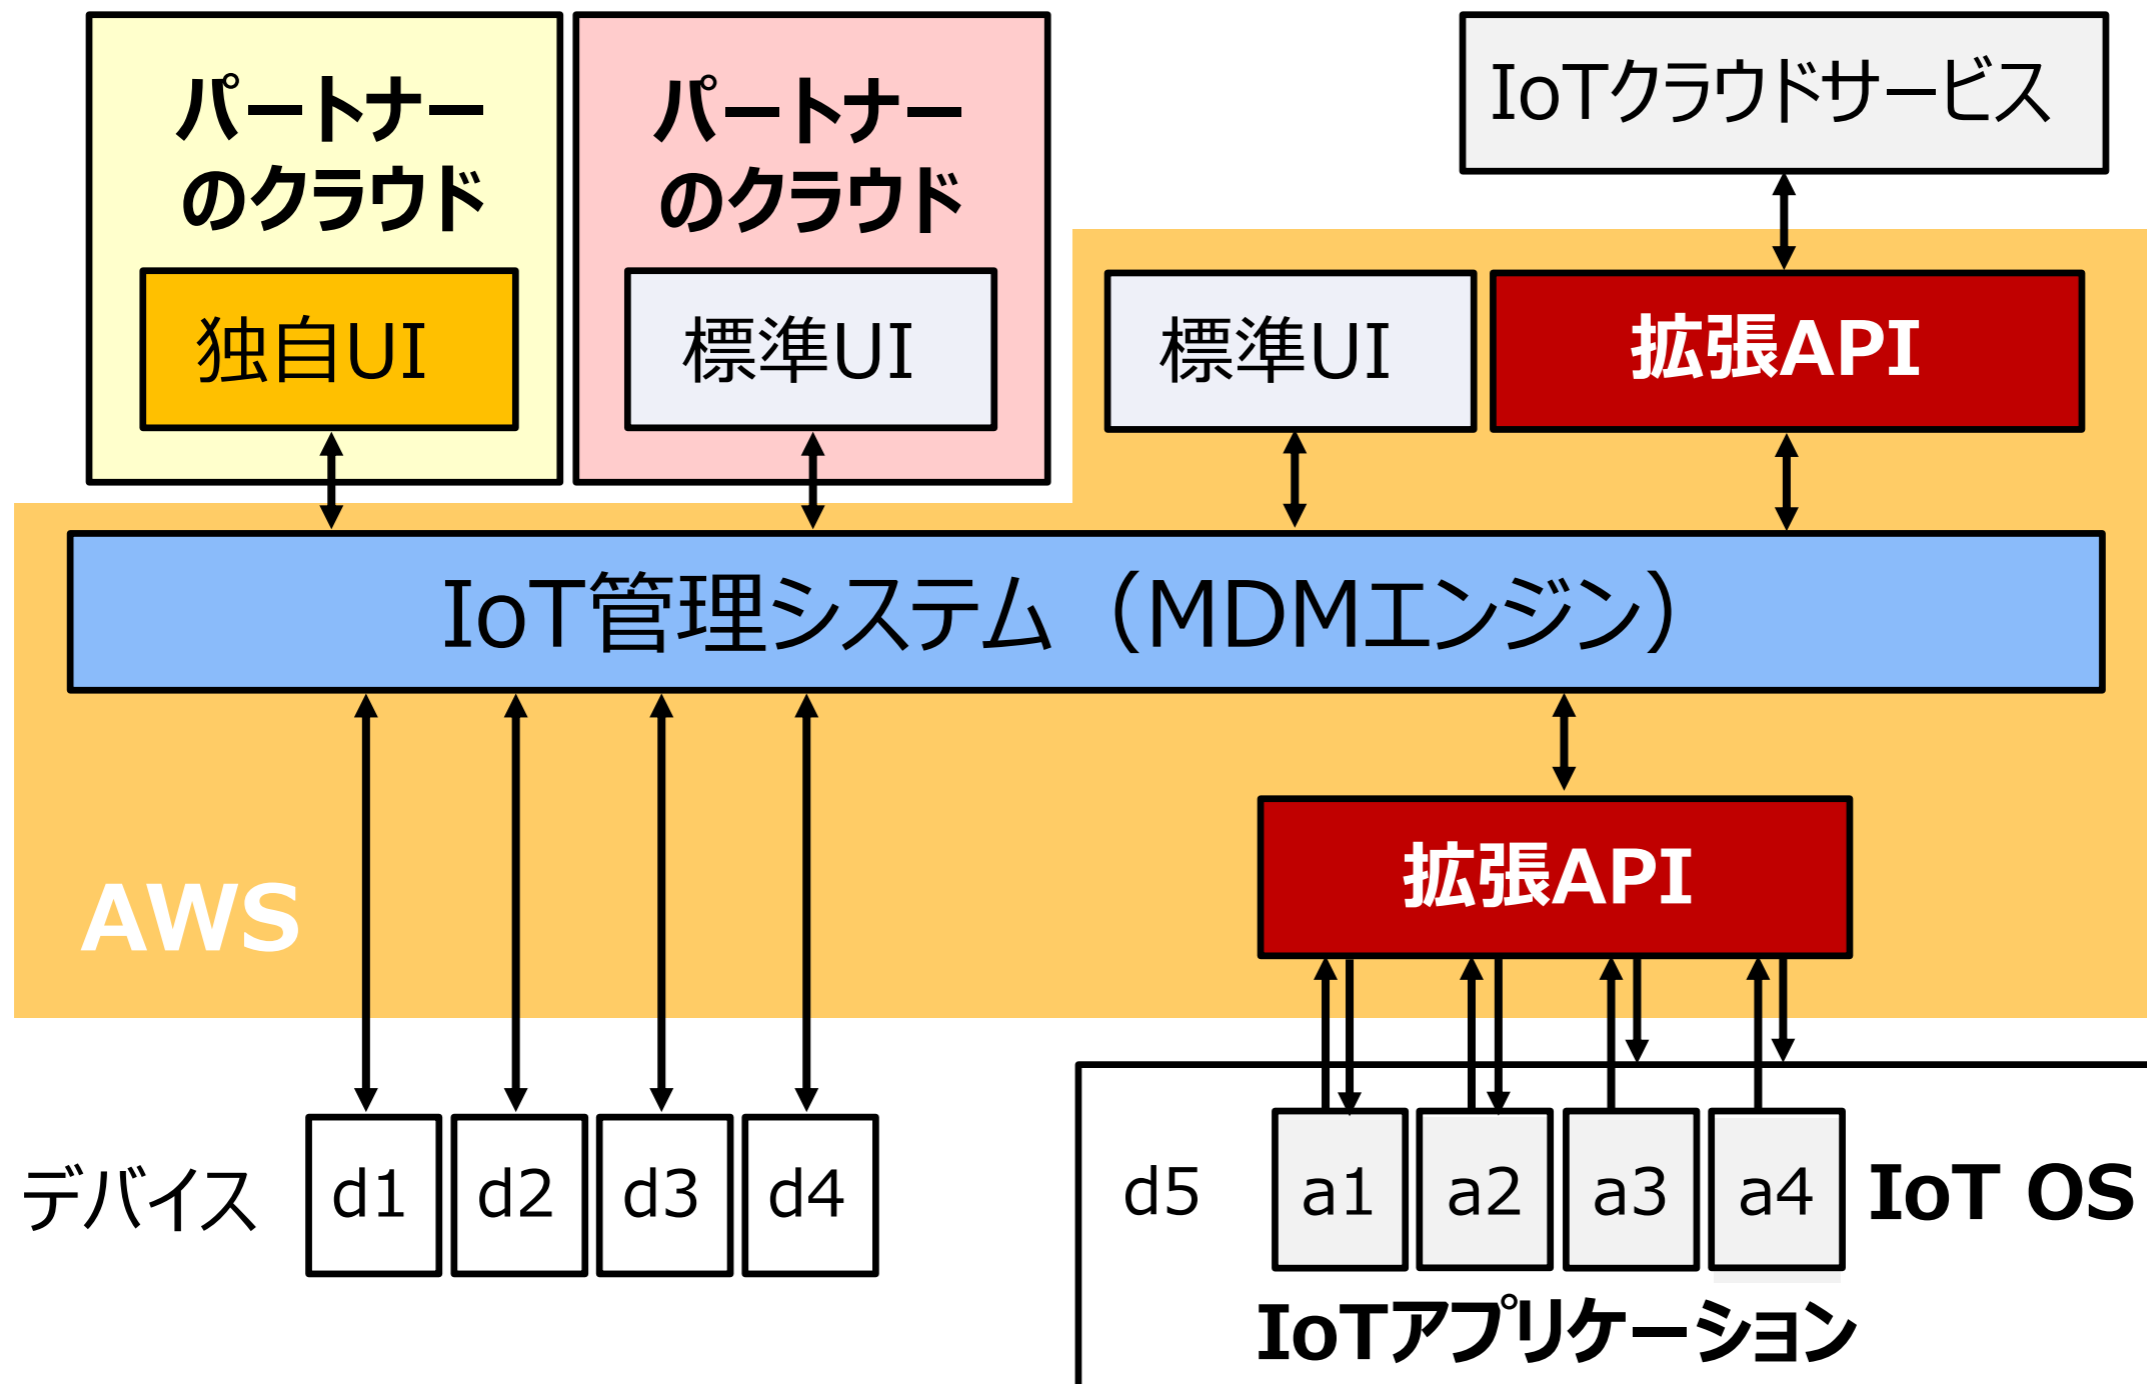 パートナー
のクラウド
パートナー
のクラウド
IoTクラウドサービス
独自UI
標準UI
標準UI
拡張API
IoT管理システム（MDMエンジン）
拡張API
AWS
デバイス
d1
d2
d3
d4
d5
a1
a2
a3
a4
IoT OS
IoTアプリケーション